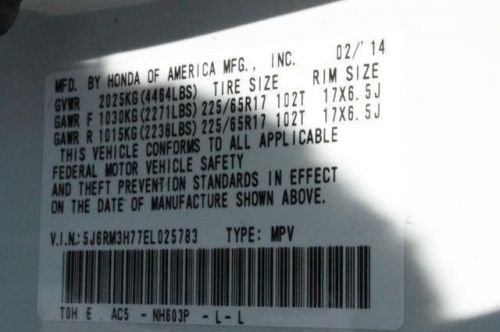 MFD. BY HONDA OF AMERICA MFG., INC. 02/'14
GVWR 2025KG(4464LBS) TIRE SIZE RIM SIZE
GAWR F 1030KG(2271LBS) 225/65R17 102T 17X6.5J
GAWR R 1015KG(2236LBS) 225/65R17 102T 17X6.5J
THIS VEHICLE CONFORMS TO ALL APPLICABLE
FEDERAL MOTOR VEHICLE SAFETY
AND THEFT PREVENTION STANDARDS IN EFFECT
ON THE DATE OF MANUFACTURE SHOWN ABOVE.
V.I.N.:5J6RM3H77EL025783 TYPE: MPV
TOH E . AC5 - NH603P - L - L